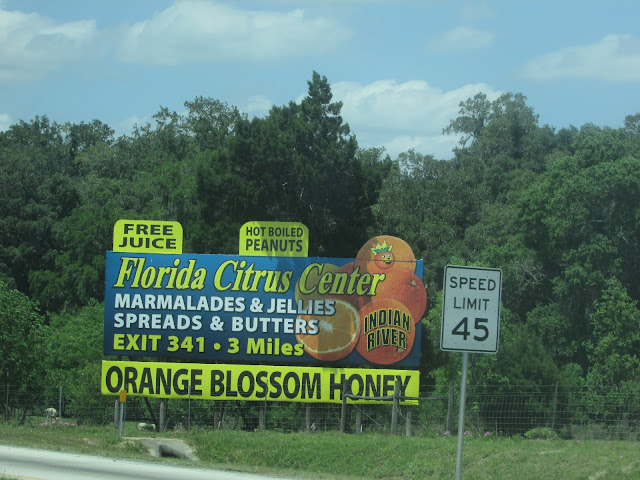 FREE
JUICE
HOT BOILED
PEANUTS
Florida Citrus Center
MARMALADES & JELLIES
SPREADS & BUTTERS
EXIT 341 • 3 Miles
INDIAN
RIVER
ORANGE BLOSSOM HONEY
SPEED
LIMIT
45